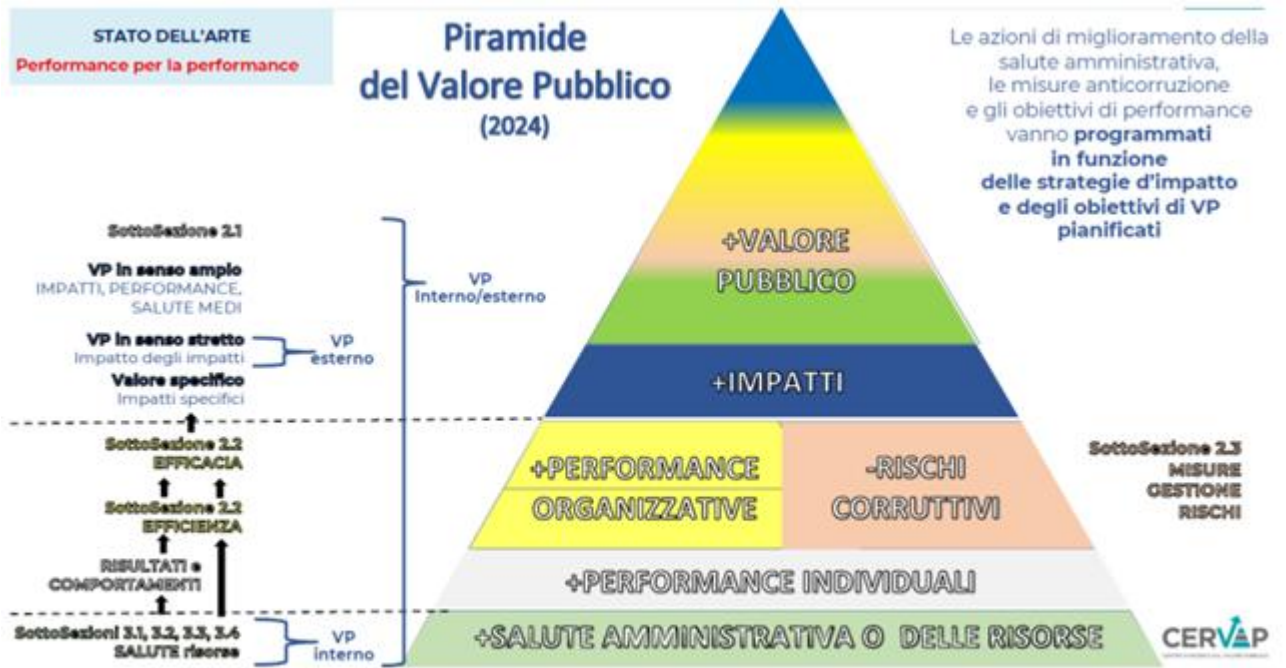 STATO DELL'ARTE
Performance per la performance
Piramide
del Valore Pubblico
(2024)
Le azioni di miglioramento della
salute amministrativa,
le misure anticorruzione
e gli obiettivi di performance
vanno programmati
in funzione
delle strategie d'impatto
e degli obiettivi di VP
pianificati
SottoSezione 2.1
VP in senso ampio
IMPATTI, PERFORMANCE,
SALUTE MEDI
VP in senso stretto
Impatto degli impatti
Valore specifico
Impatti specifici
SottoSezione 2.2
EFFICACIA
SottoSezione 2.2
EFFICIENZA
RISULTATI e
COMPORTAMENTI
SottoSezioni 3.1, 3.2, 3.3, 3.4
SALUTE risorse
VP
esterno
VP
Interno/esterno
VP
interno
+VALORE
PUBBLICO
+IMPATTI
+PERFORMANCE
ORGANIZZATIVE
-RISCHI
CORRUTTIVI
+PERFORMANCE INDIVIDUALI
+SALUTE AMMINISTRATIVA O DELLE RISORSE
SottoSezione 2.3
MISURE
GESTIONE
RISCHI
CERVAP